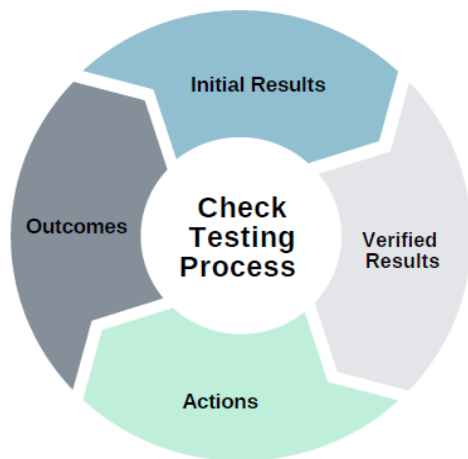 Initial Results
Check
Testing
Process
Outcomes
Verified
Results
Actions